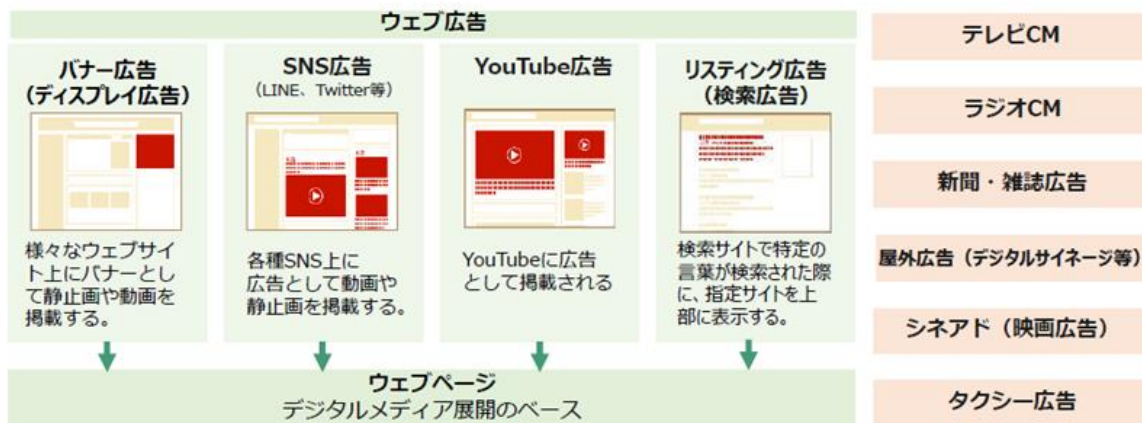 ウェブ広告
バナー広告
(ディスプレイ広告)
様々なウェブサイ
ト上にバナーとし
て静止画や動画を
掲載する。
SNS広告
(LINE、Twitter等)
各種SNS上に
広告として動画や
静止画を掲載する。
YouTube広告
YouTubeに広告
として掲載される
リスティング広告
(検索広告)
検索サイトで特定の
言葉が検索された際
に、指定サイトを上
部に表示する。
ウェブページ
デジタルメディア展開のベース
テレビCM
ラジオCM
新聞・雑誌広告
屋外広告(デジタルサイネージ等)
シネアド(映画広告)
タクシー広告